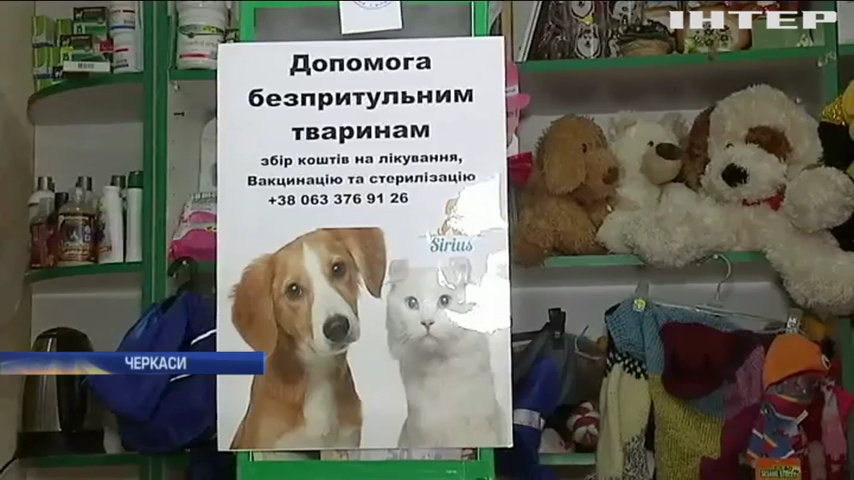 ІНТЕР
Допомога
безпритульним
тваринам
збір коштів на лікування,
Вакцинацію та стерилізацію
+38 063 376 91 26
Sirius
ЧЕРКАСИ